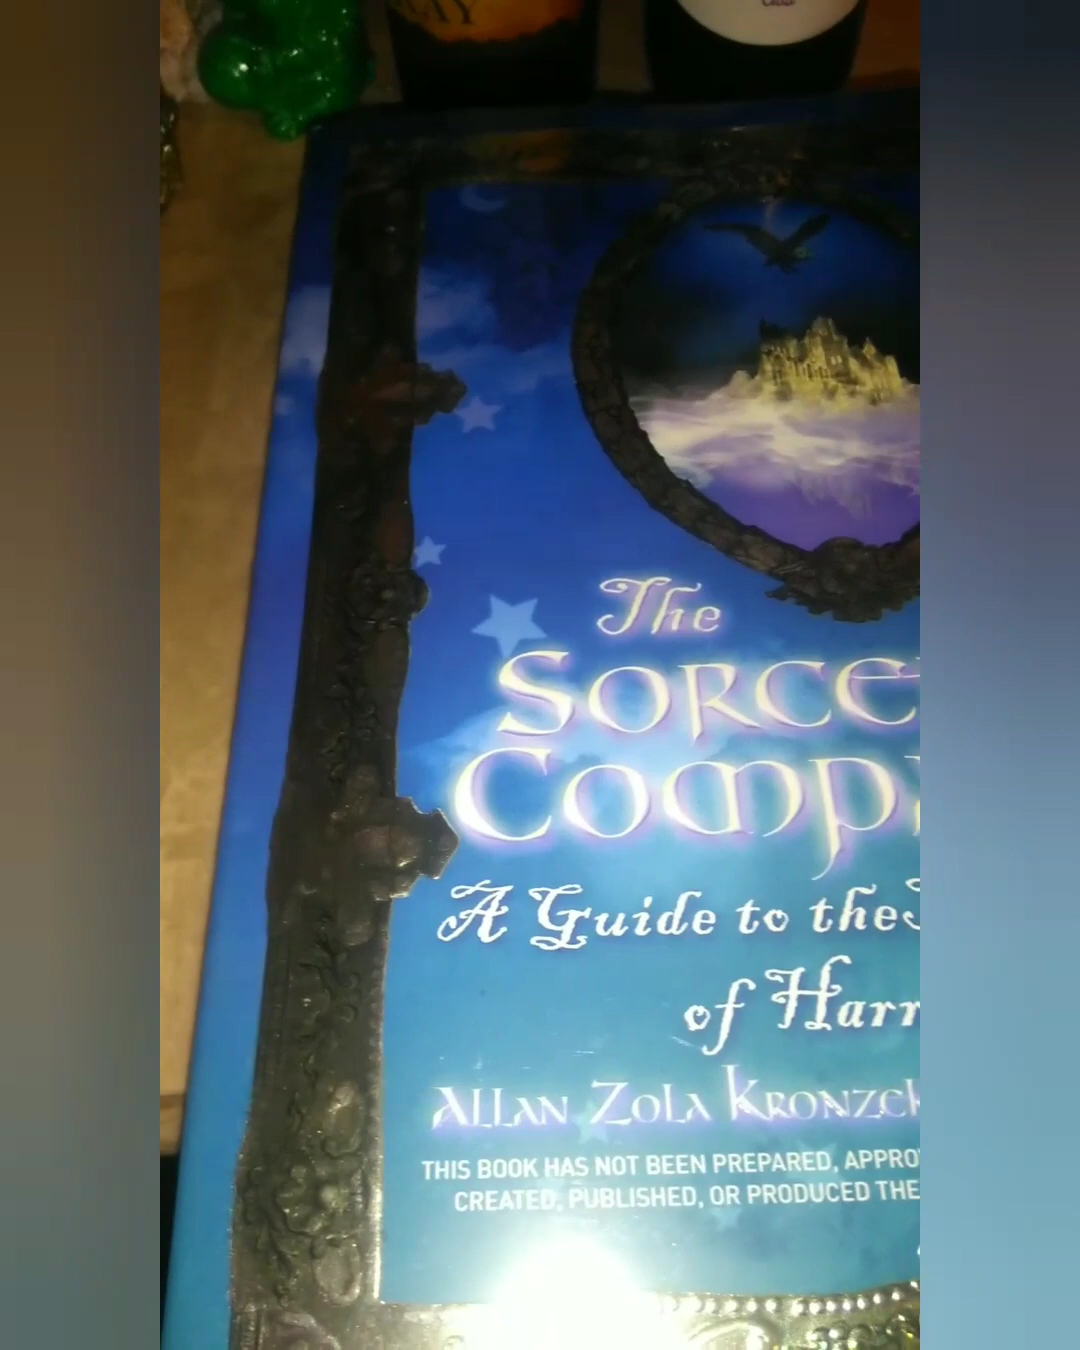 The
SORCE
COMP
A Guide to the
of Harr
ALLAN ZOLA KRONZEK
THIS BOOK HAS NOT BEEN PREPARED, APPRO
CREATED, PUBLISHED, OR PRODUCED THE